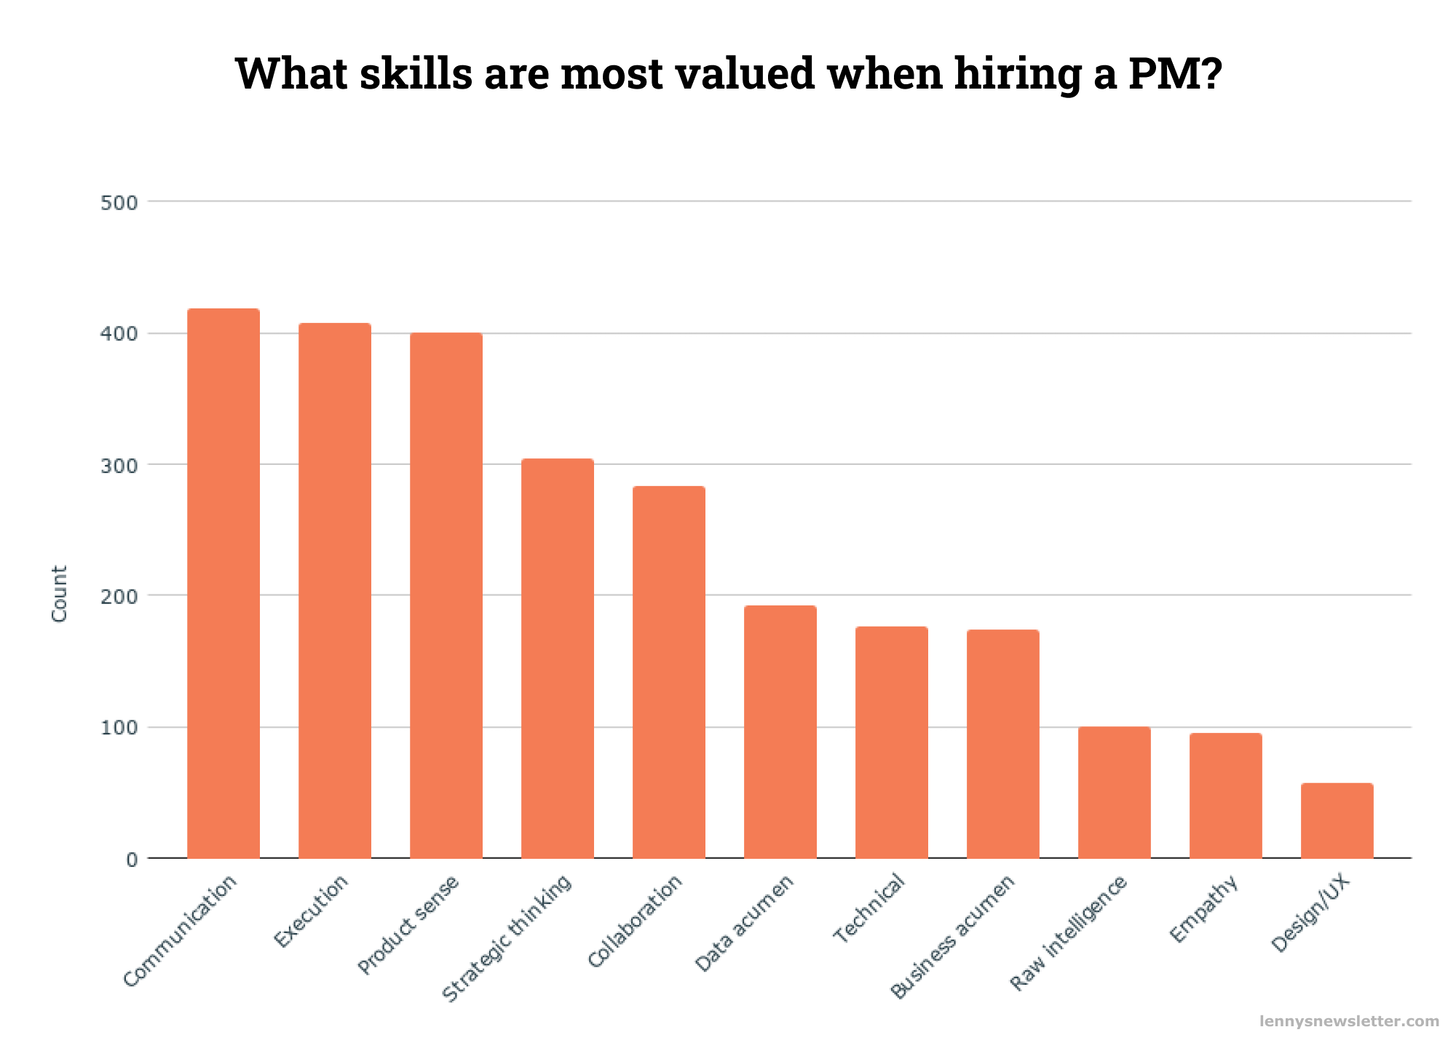 What skills are most valued when hiring a PM?
500
400
300
200
100
0
Count
Communication
Execution
Product sense
Strategic thinking
Collaboration
Data acumen
Technical
Business acumen
Raw intelligence
Empathy
Design/UX
lennysnewsletter.com